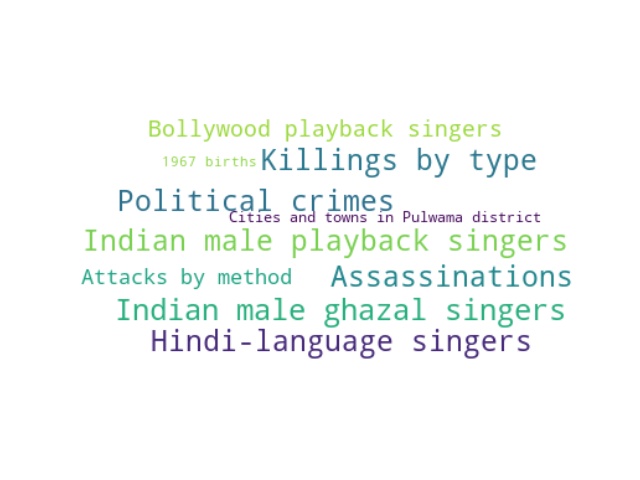 Bollywood playback singers
1967 births Killings by type
Political crimes
Cities and towns in Pulwama district
Indian male playback singers
Attacks by method Assassinations
Indian male ghazal singers
Hindi-language singers